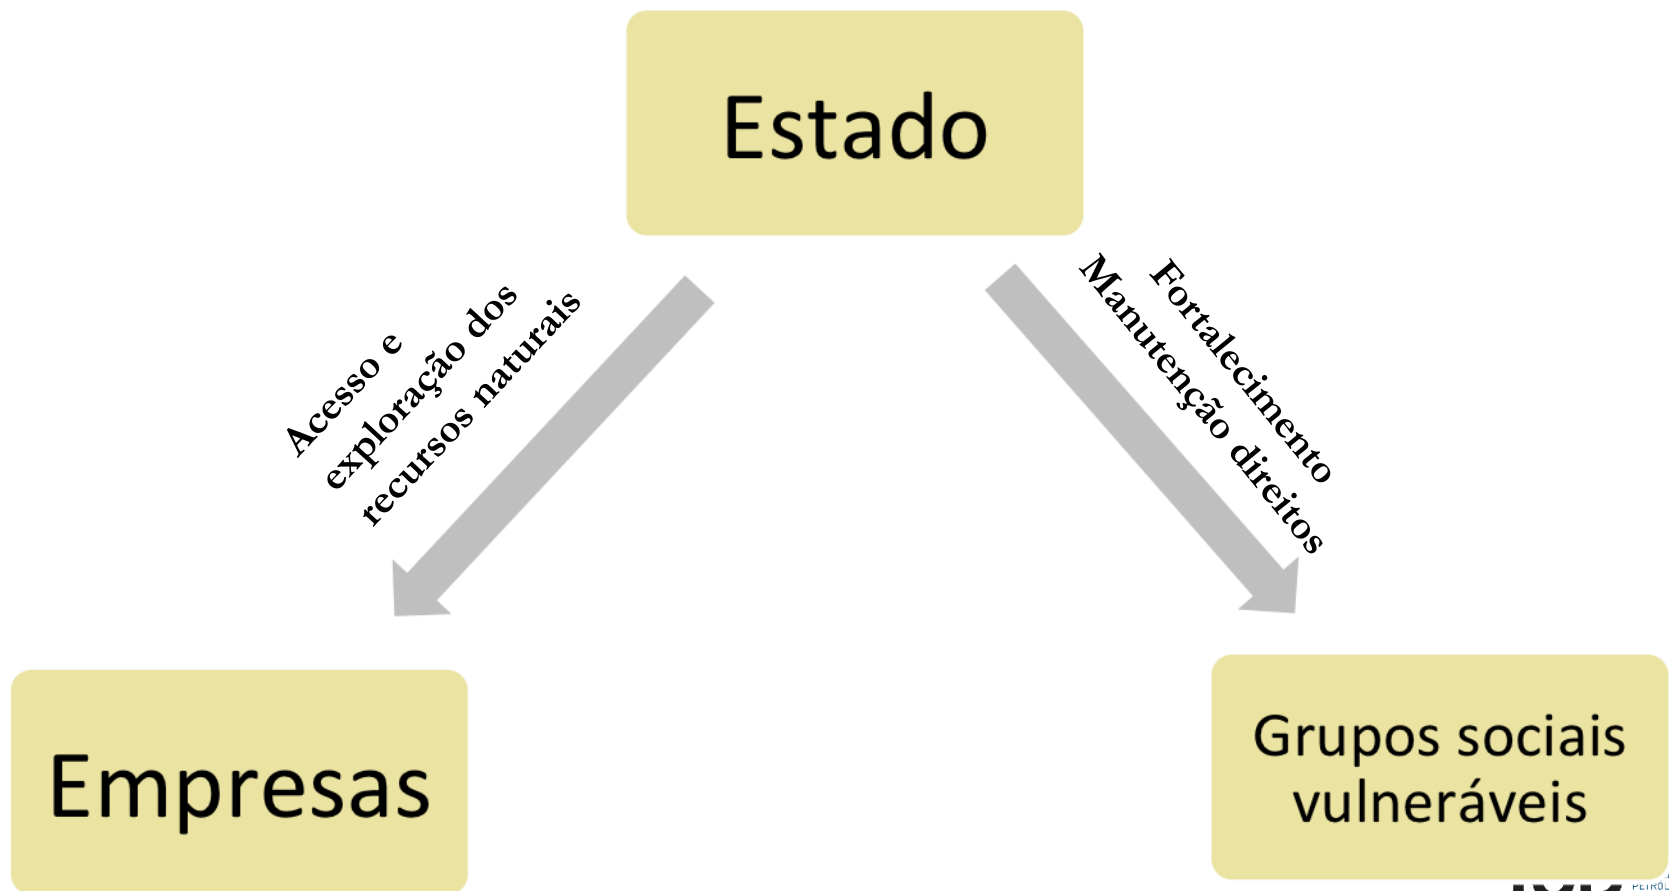 Estado
Acesso e
exploração dos
recursos naturais
Fortalecimento
Manutenção direitos
Empresas
Grupos sociais
vulneráveis